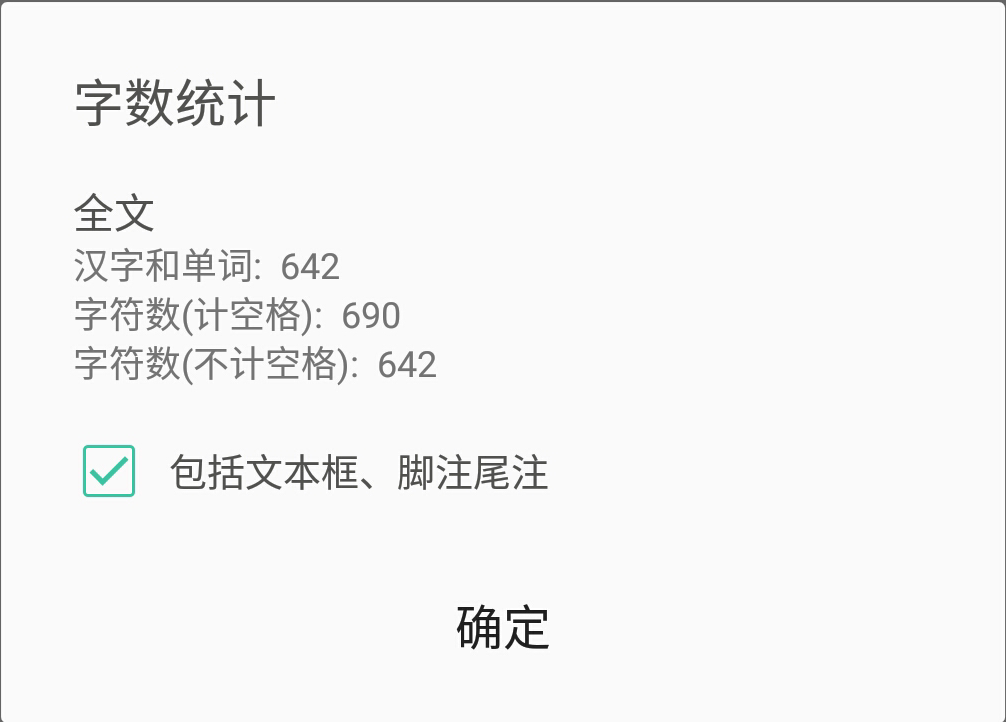 字数统计
全文
汉字和单词: 642
字符数(计空格): 690
字符数(不计空格): 642
包括文本框、脚注尾注
确定